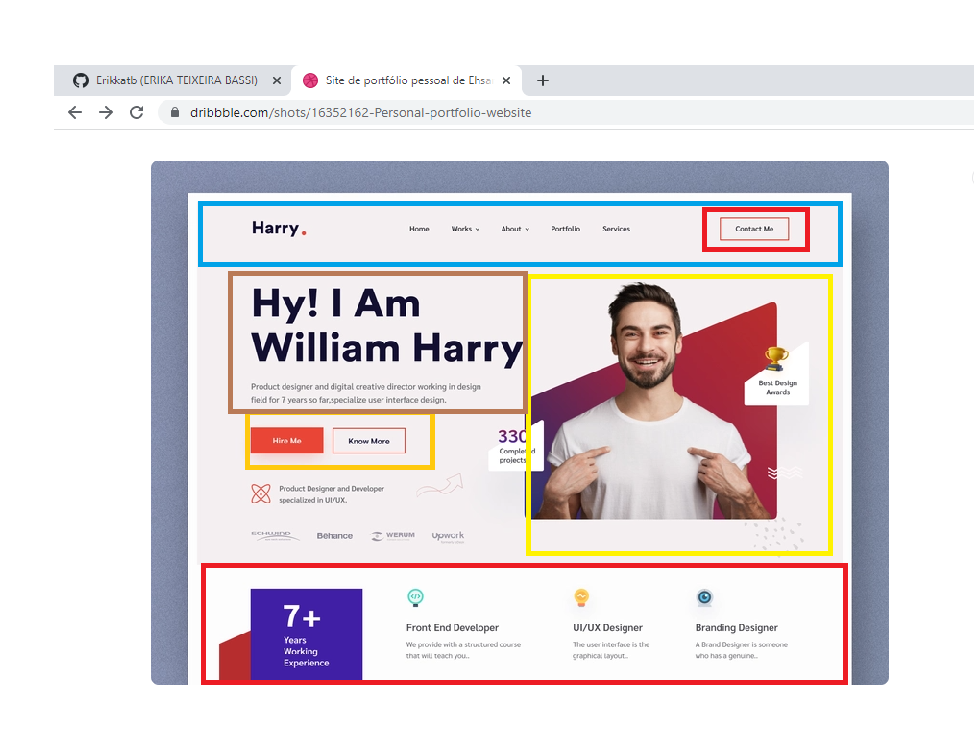 Erikkatb (ERIKA TEIXEIRA BASSI)
Site de portfólio pessoal de Ehsa
dribbble.com/shots/16352162-Personal-portfolio-website
Harry.
Home Works About Portfolio Services
Contact Me
Hy! I Am
William Harry
Product designer and digital creative director working in design
field for 7 years so far,specialize user interface design.
Hire Me Know More
330
Completed
projects
Best Design
Awards
Product Designer and Developer
specialized in UI/UX.
Behance WERUM Upwork
7+
Years
Working
Experience
Front End Developer
We provide with a structured course
that will teach you..
UI/UX Designer
The user interface is the
graphical layout..
Branding Designer
A Brand Designer is someone
who has a genuine..